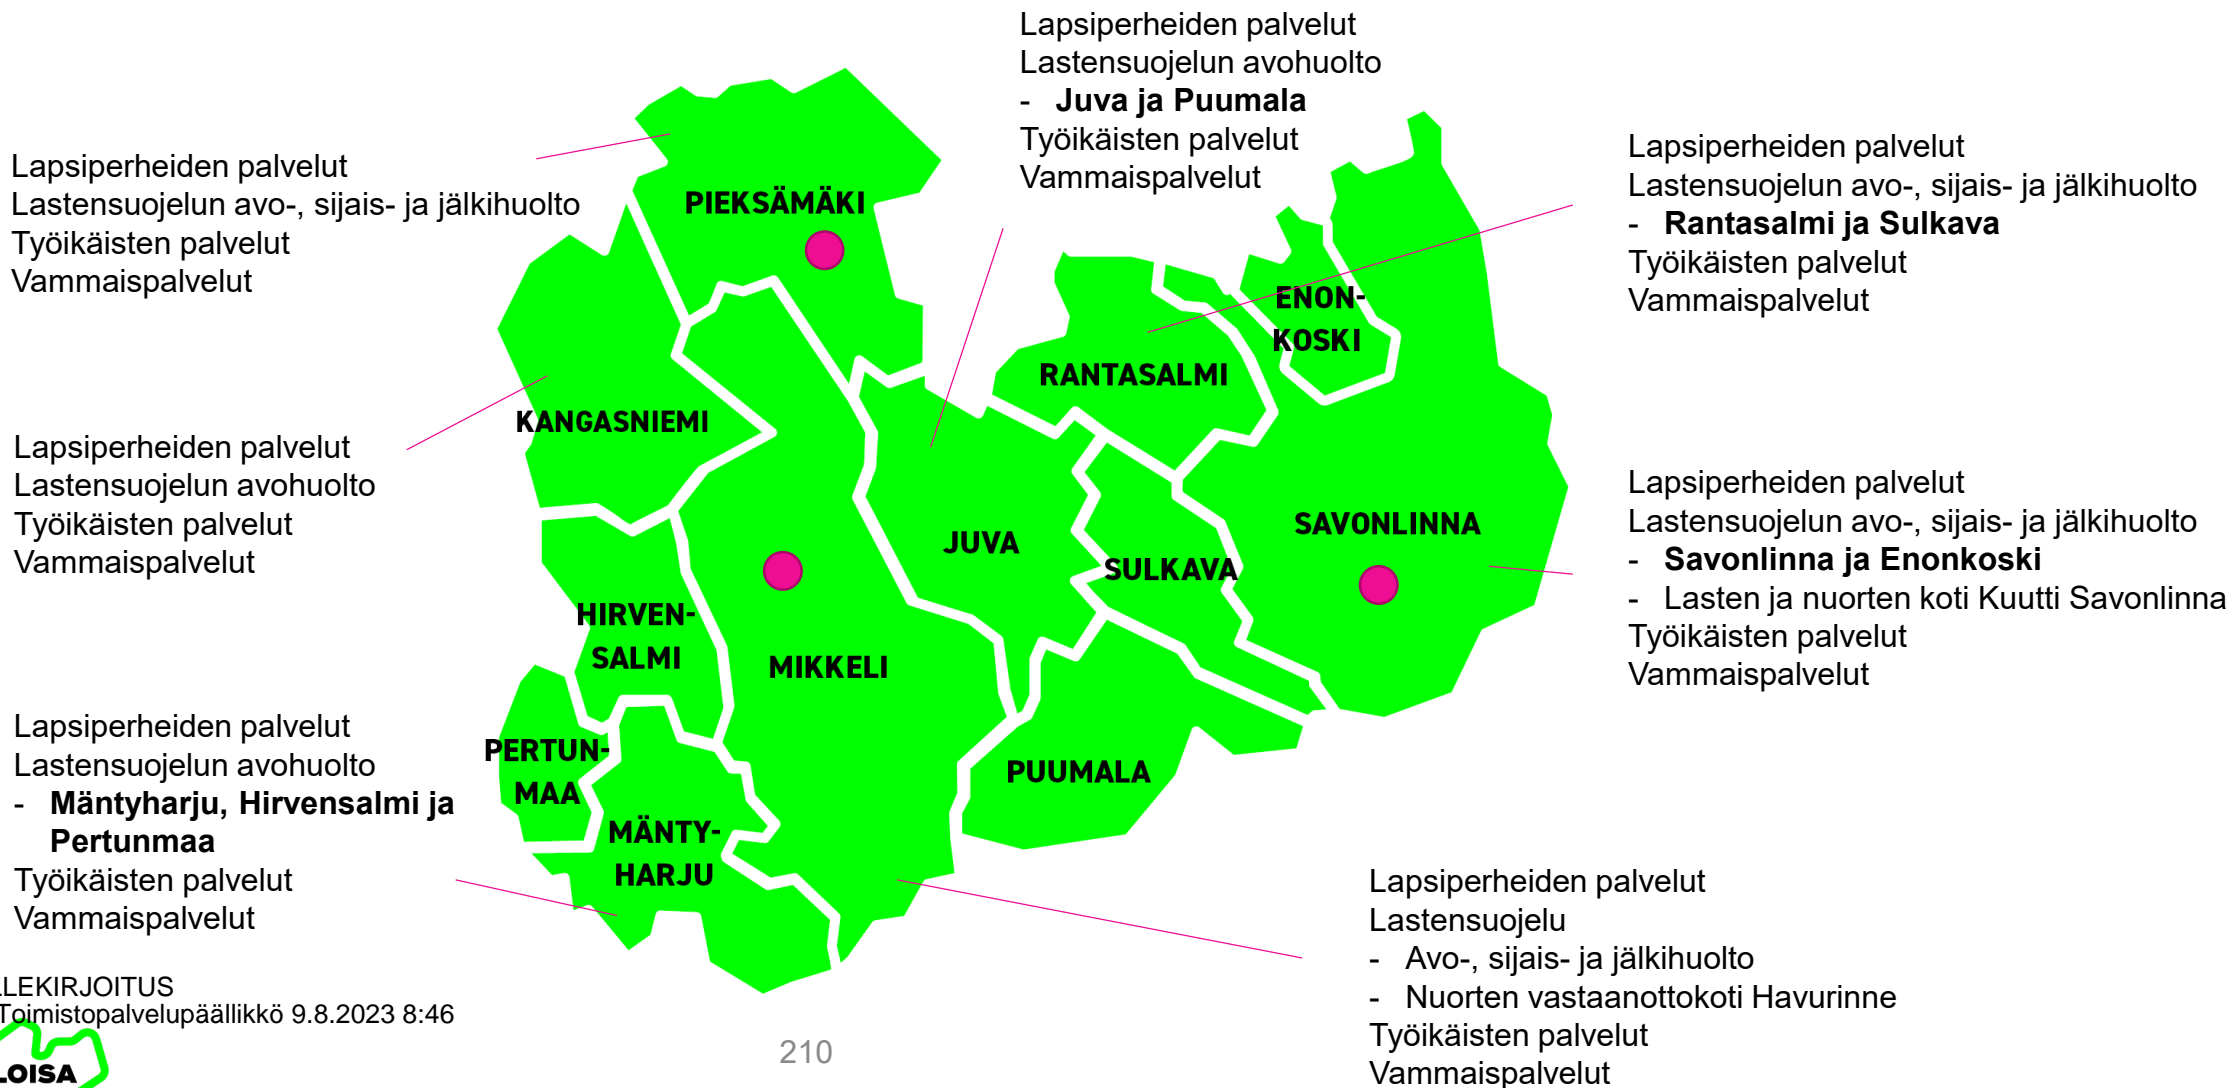 Lapsiperheiden palvelut
Lastensuojelun avohuolto
- Juva ja Puumala
Työikäisten palvelut
Vammaispalvelut
Lapsiperheiden palvelut
Lastensuojelun avo-, sijais- ja jälkihuolto
Työikäisten palvelut
Vammaispalvelut
Lapsiperheiden palvelut
Lastensuojelun avo-, sijais- ja jälkihuolto
- Rantasalmi ja Sulkava
Työikäisten palvelut
Vammaispalvelut
PIEKSÄMÄKI
ENON-
KOSKI
RANTASALMI
KANGASNIEMI
Lapsiperheiden palvelut
Lastensuojelun avohuolto
Työikäisten palvelut
Vammaispalvelut
Lapsiperheiden palvelut
Lastensuojelun avo-, sijais- ja jälkihuolto
- Savonlinna ja Enonkoski
- Lasten ja nuorten koti Kuutti Savonlinna
Työikäisten palvelut
Vammaispalvelut
SAVONLINNA
JUVA
SULKAVA
HIRVEN-
SALMI
MIKKELI
PERTUN-
MAA
PUUMALA
MÄNTY-
HARJU
Lapsiperheiden palvelut
Lastensuojelun avohuolto
- Mäntyharju, Hirvensalmi ja
Pertunmaa
Työikäisten palvelut
Vammaispalvelut
Lapsiperheiden palvelut
Lastensuojelu
- Avo-, sijais- ja jälkihuolto
- Nuorten vastaanottokoti Havurinne
Työikäisten palvelut
Vammaispalvelut
LEKIRJOITUS
Toimistopalvelupäällikkö 9.8.2023 8:46
LOISA
210